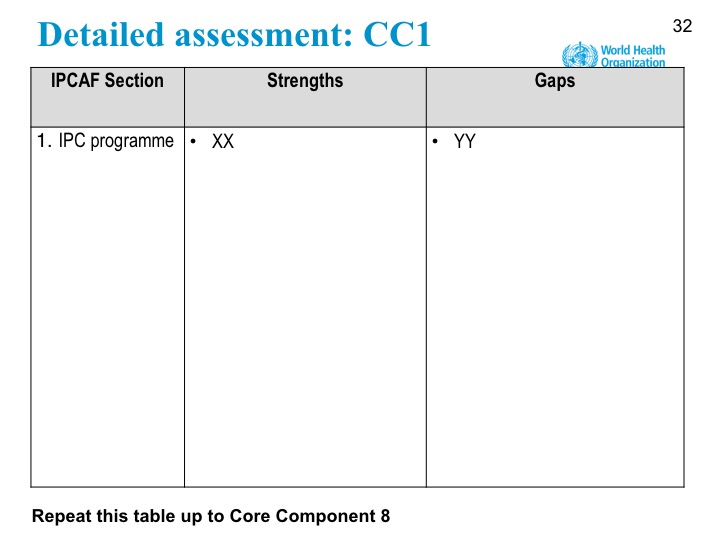 Detailed assessment: CC1
32
World Health
Organization
IPCAF Section
Strengths
Gaps
1. IPC programme
• XX
• YY
Repeat this table up to Core Component 8